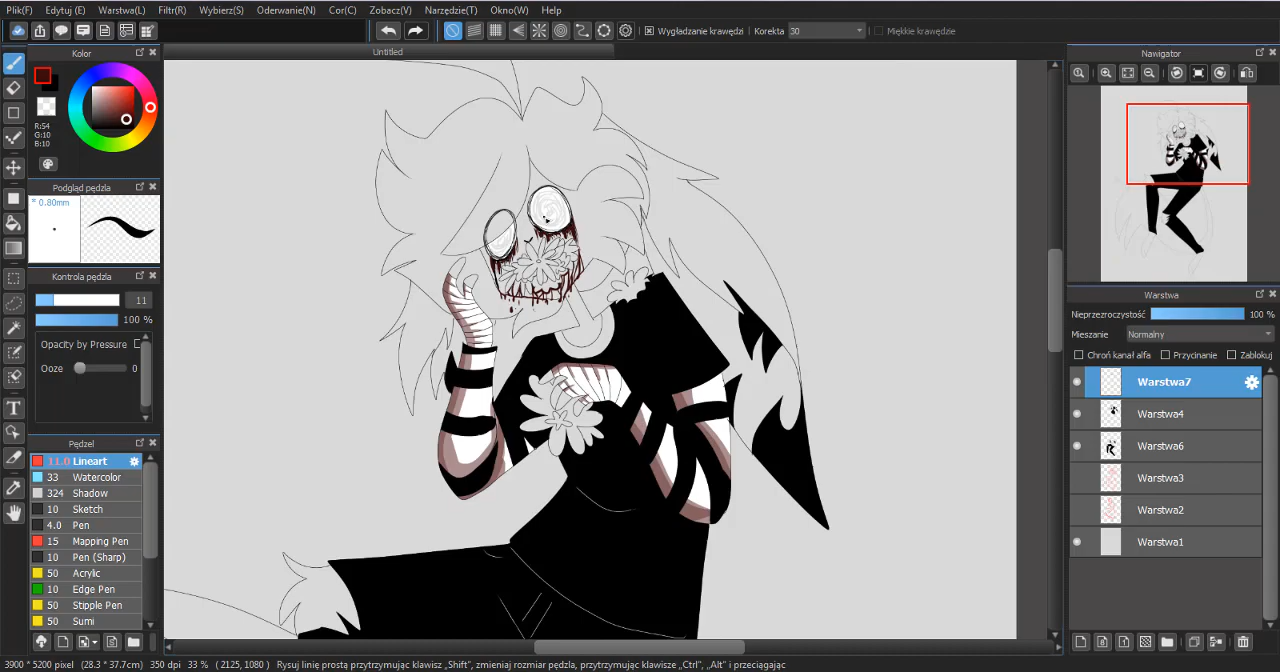 Plik(F) Edytuj (E) Warstwa(L) Filtr(R) Wybierz(S) Oderwanie(N) Cor(C) Zobacz(V) Narzędzie(T) Okno(W) Help
Wygładzanie krawędzi Korekta 30 Miękkie krawędzie
Untitled
Kolor
R:54
G:10
B:10
Podgląd pędzla
* 0.80mm
Kontrola pędzla
11
100 %
Opacity by Pressure
Ooze 0
Pędzel
11.0 Lineart
33 Watercolor
324 Shadow
10 Sketch
4.0 Pen
15 Mapping Pen
10 Pen (Sharp)
50 Acrylic
10 Edge Pen
50 Stipple Pen
50 Sumi
Nawigator
Warstwa
Nieprzezroczystość 100 %
Mieszanie Normalny
Chroń kanał alfa Przycinanie Zablokuj
Warstwa7
Warstwa4
Warstwa6
Warstwa3
Warstwa2
Warstwa1
3900 * 5200 pixel (28.3 * 37.7cm) 350 dpi 33 % ( 2125, 1080 ) Rysuj linię prostą przytrzymując klawisz „Shift”, zmieniaj rozmiar pędzla, przytrzymując klawisze „Ctrl”, „Alt” i przeciągając